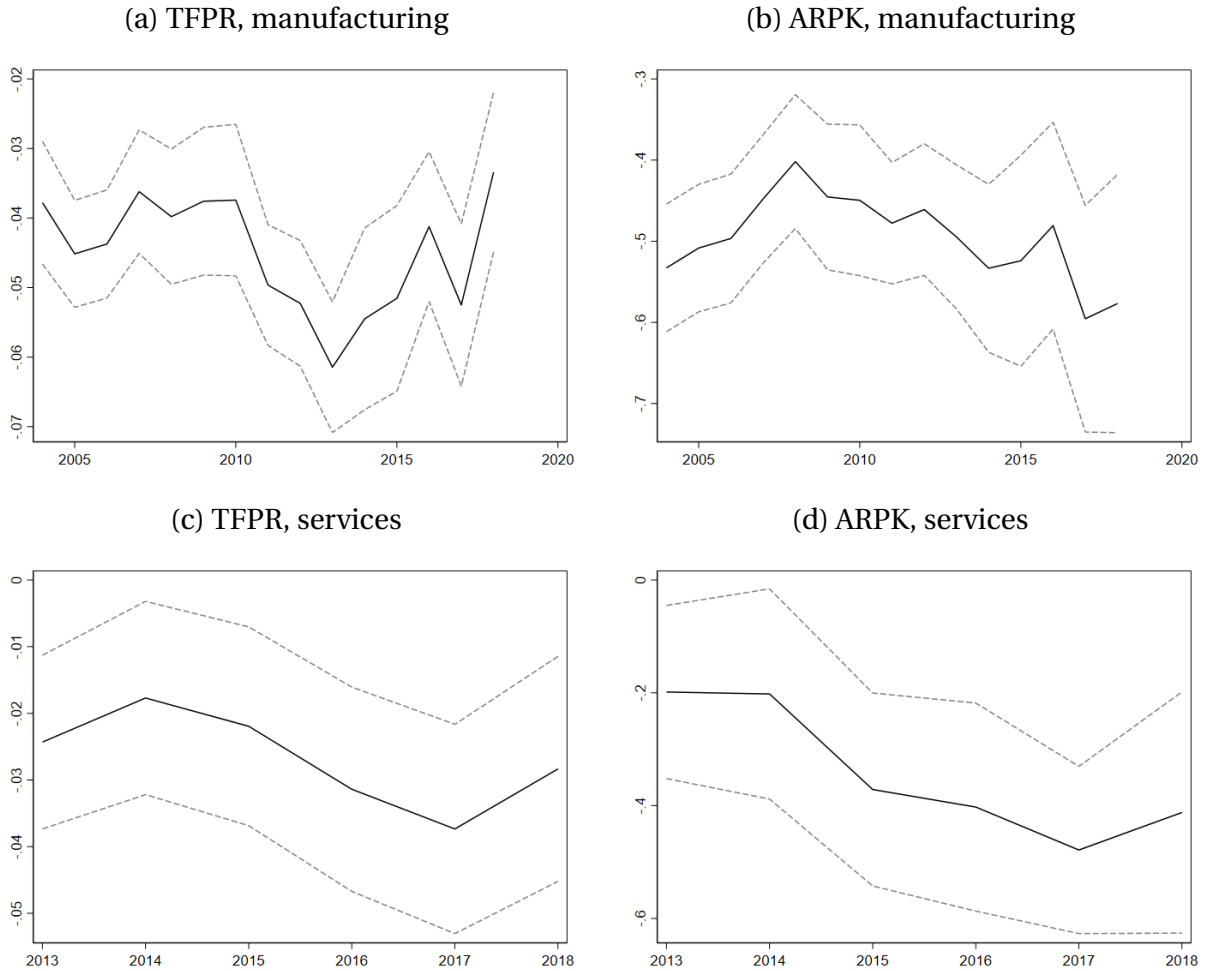 (a) TFPR, manufacturing
-.02
-.03
-.04
-.05
-.06
-.07
2005 2010 2015 2020
(b) ARPK, manufacturing
-.3
-.4
-.5
-.6
-.7
2005 2010 2015 2020
(c) TFPR, services
0
-.01
-.02
-.03
-.04
-.05
2013 2014 2015 2016 2017 2018
(d) ARPK, services
0
-.2
-.4
-.6
2013 2014 2015 2016 2017 2018